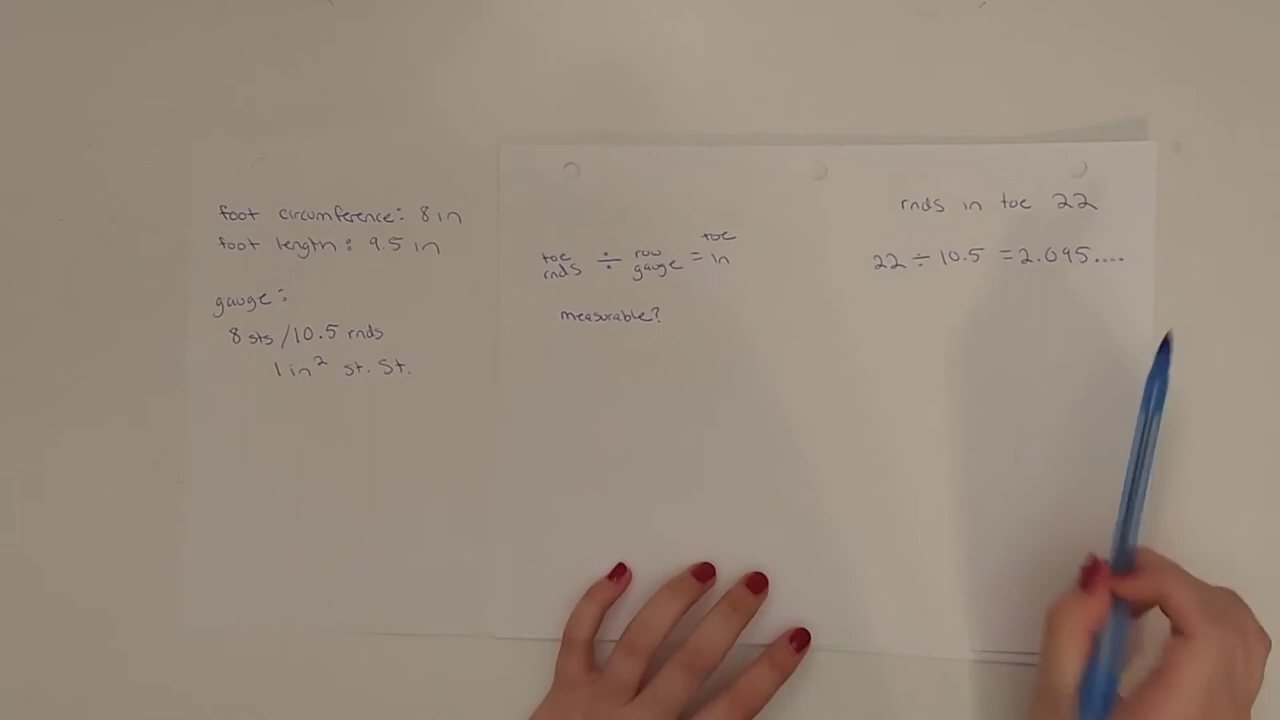 foot circumference: 8 in
foot length: 9.5 in
gauge:
8 sts/10.5 rnds
1 in² st. St.
toe rnds ÷ row gauge = toe in
measurable?
rnds in toe 22
22 ÷ 10.5 = 2.095....